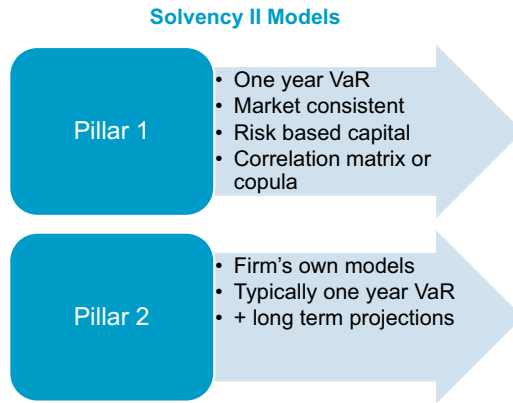 Solvency II Models
Pillar 1
• One year VaR
• Market consistent
• Risk based capital
• Correlation matrix or
copula
Pillar 2
• Firm's own models
• Typically one year VaR
• + long term projections